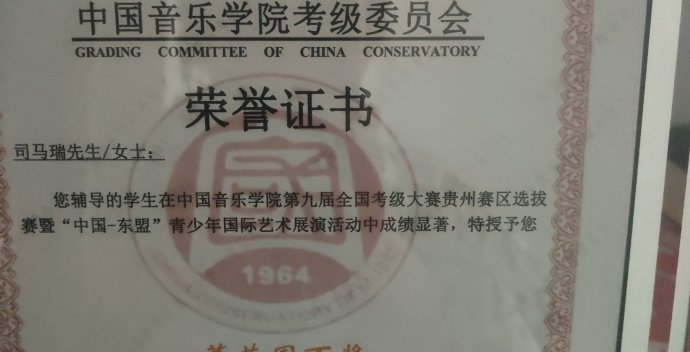 中国音乐学院考级委员会
GRADING COMMITTEE OF CHINA CONSERVATORY
荣誉证书
司马瑞先生/女士：
您辅导的学生在中国音乐学院第九届全国考级大赛贵州赛区选拔
赛暨“中国-东盟”青少年国际艺术展演活动中成绩显著，特授予您
1964